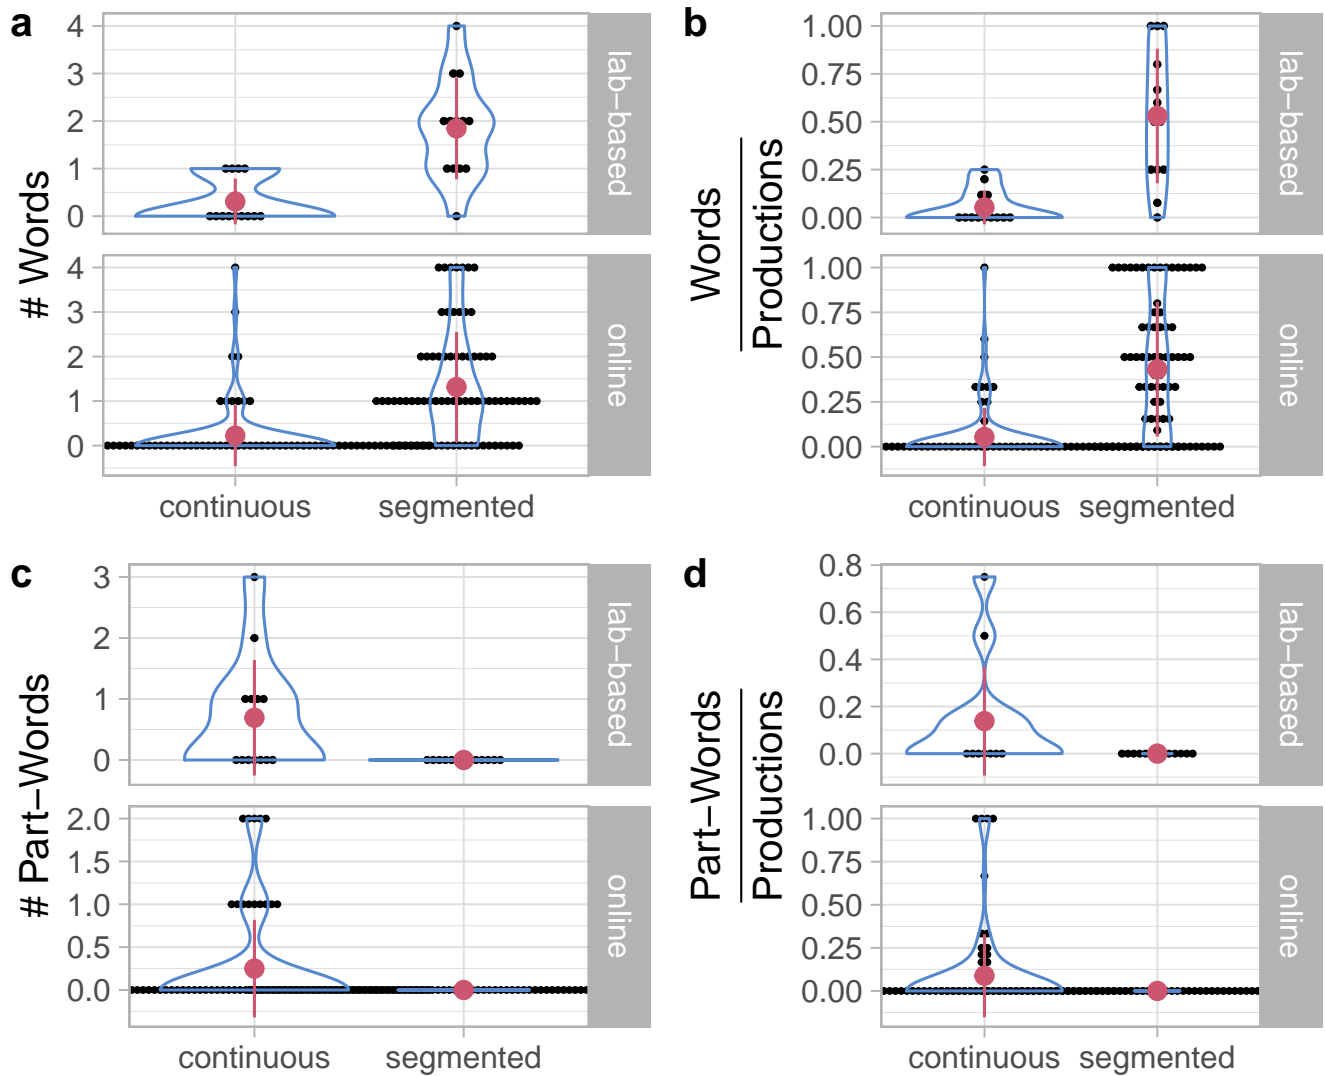 a
# Words
4
3
2
1
0
lab−based
4
3
2
1
0
online
continuous segmented
b
Words
Productions
1.00
0.75
0.50
0.25
0.00
lab−based
1.00
0.75
0.50
0.25
0.00
online
continuous segmented
c
# Part−Words
3
2
1
0
lab−based
2.0
1.5
1.0
0.5
0.0
online
continuous segmented
d
Part−Words
Productions
0.8
0.6
0.4
0.2
0.0
lab−based
1.00
0.75
0.50
0.25
0.00
online
continuous segmented